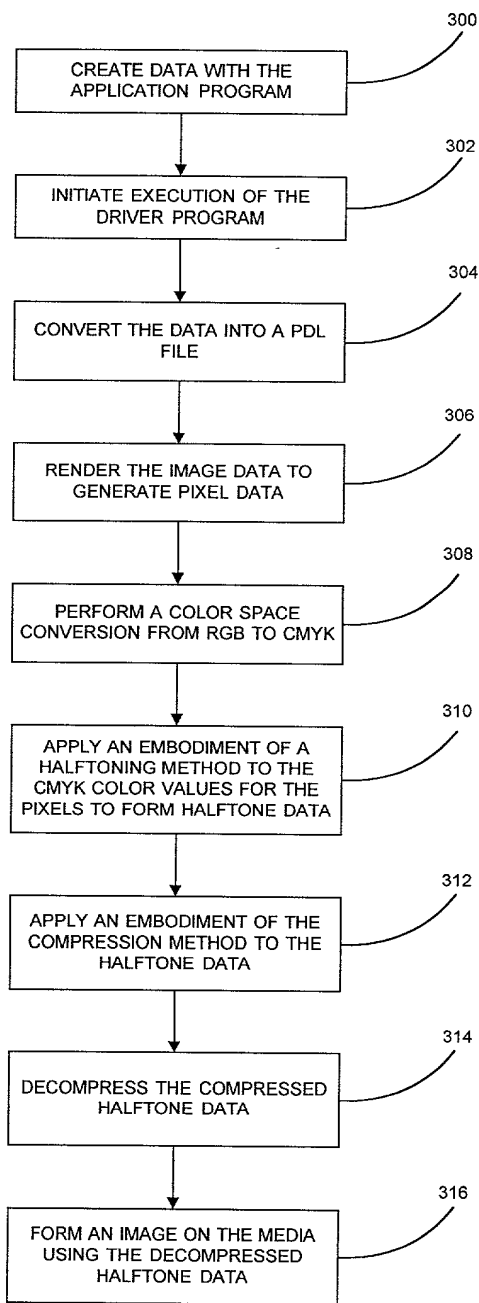 300
CREATE DATA WITH THE
APPLICATION PROGRAM
302
INITIATE EXECUTION OF THE
DRIVER PROGRAM
304
CONVERT THE DATA INTO A PDL
FILE
306
RENDER THE IMAGE DATA TO
GENERATE PIXEL DATA
308
PERFORM A COLOR SPACE
CONVERSION FROM RGB TO CMYK
310
APPLY AN EMBODIMENT OF A
HALFTONING METHOD TO THE
CMYK COLOR VALUES FOR THE
PIXELS TO FORM HALFTONE DATA
312
APPLY AN EMBODIMENT OF THE
COMPRESSION METHOD TO THE
HALFTONE DATA
314
DECOMPRESS THE COMPRESSED
HALFTONE DATA
316
FORM AN IMAGE ON THE MEDIA
USING THE DECOMPRESSED
HALFTONE DATA